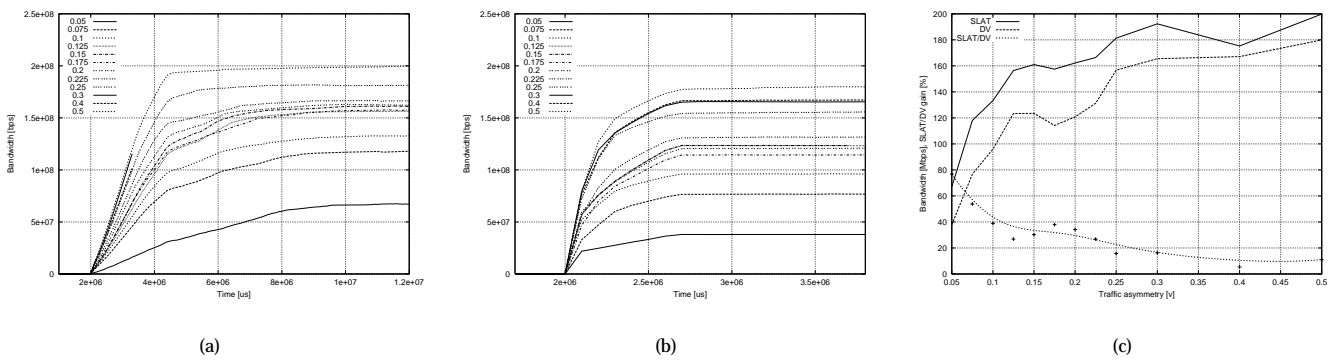 2.5e+08
2e+08
1.5e+08
1e+08
5e+07
0
Bandwidth [bps]
0.05
0.075
0.1
0.125
0.15
0.175
0.2
0.225
0.25
0.3
0.4
0.5
2e+06 4e+06 6e+06 8e+06 1e+07 1.2e+07
Time [us]
(a)
2.5e+08
2e+08
1.5e+08
1e+08
5e+07
0
Bandwidth [bps]
0.05
0.075
0.1
0.125
0.15
0.175
0.2
0.225
0.25
0.3
0.4
0.5
2e+06 2.5e+06 3e+06 3.5e+06
Time [us]
(b)
200
180
160
140
120
100
80
60
40
20
0
Bandwidth [Mbps], SLAT/DV gain [%]
SLAT
DV
SLAT/DV
0.05 0.1 0.15 0.2 0.25 0.3 0.35 0.4 0.45 0.5
Traffic asymmetry [v]
(c)